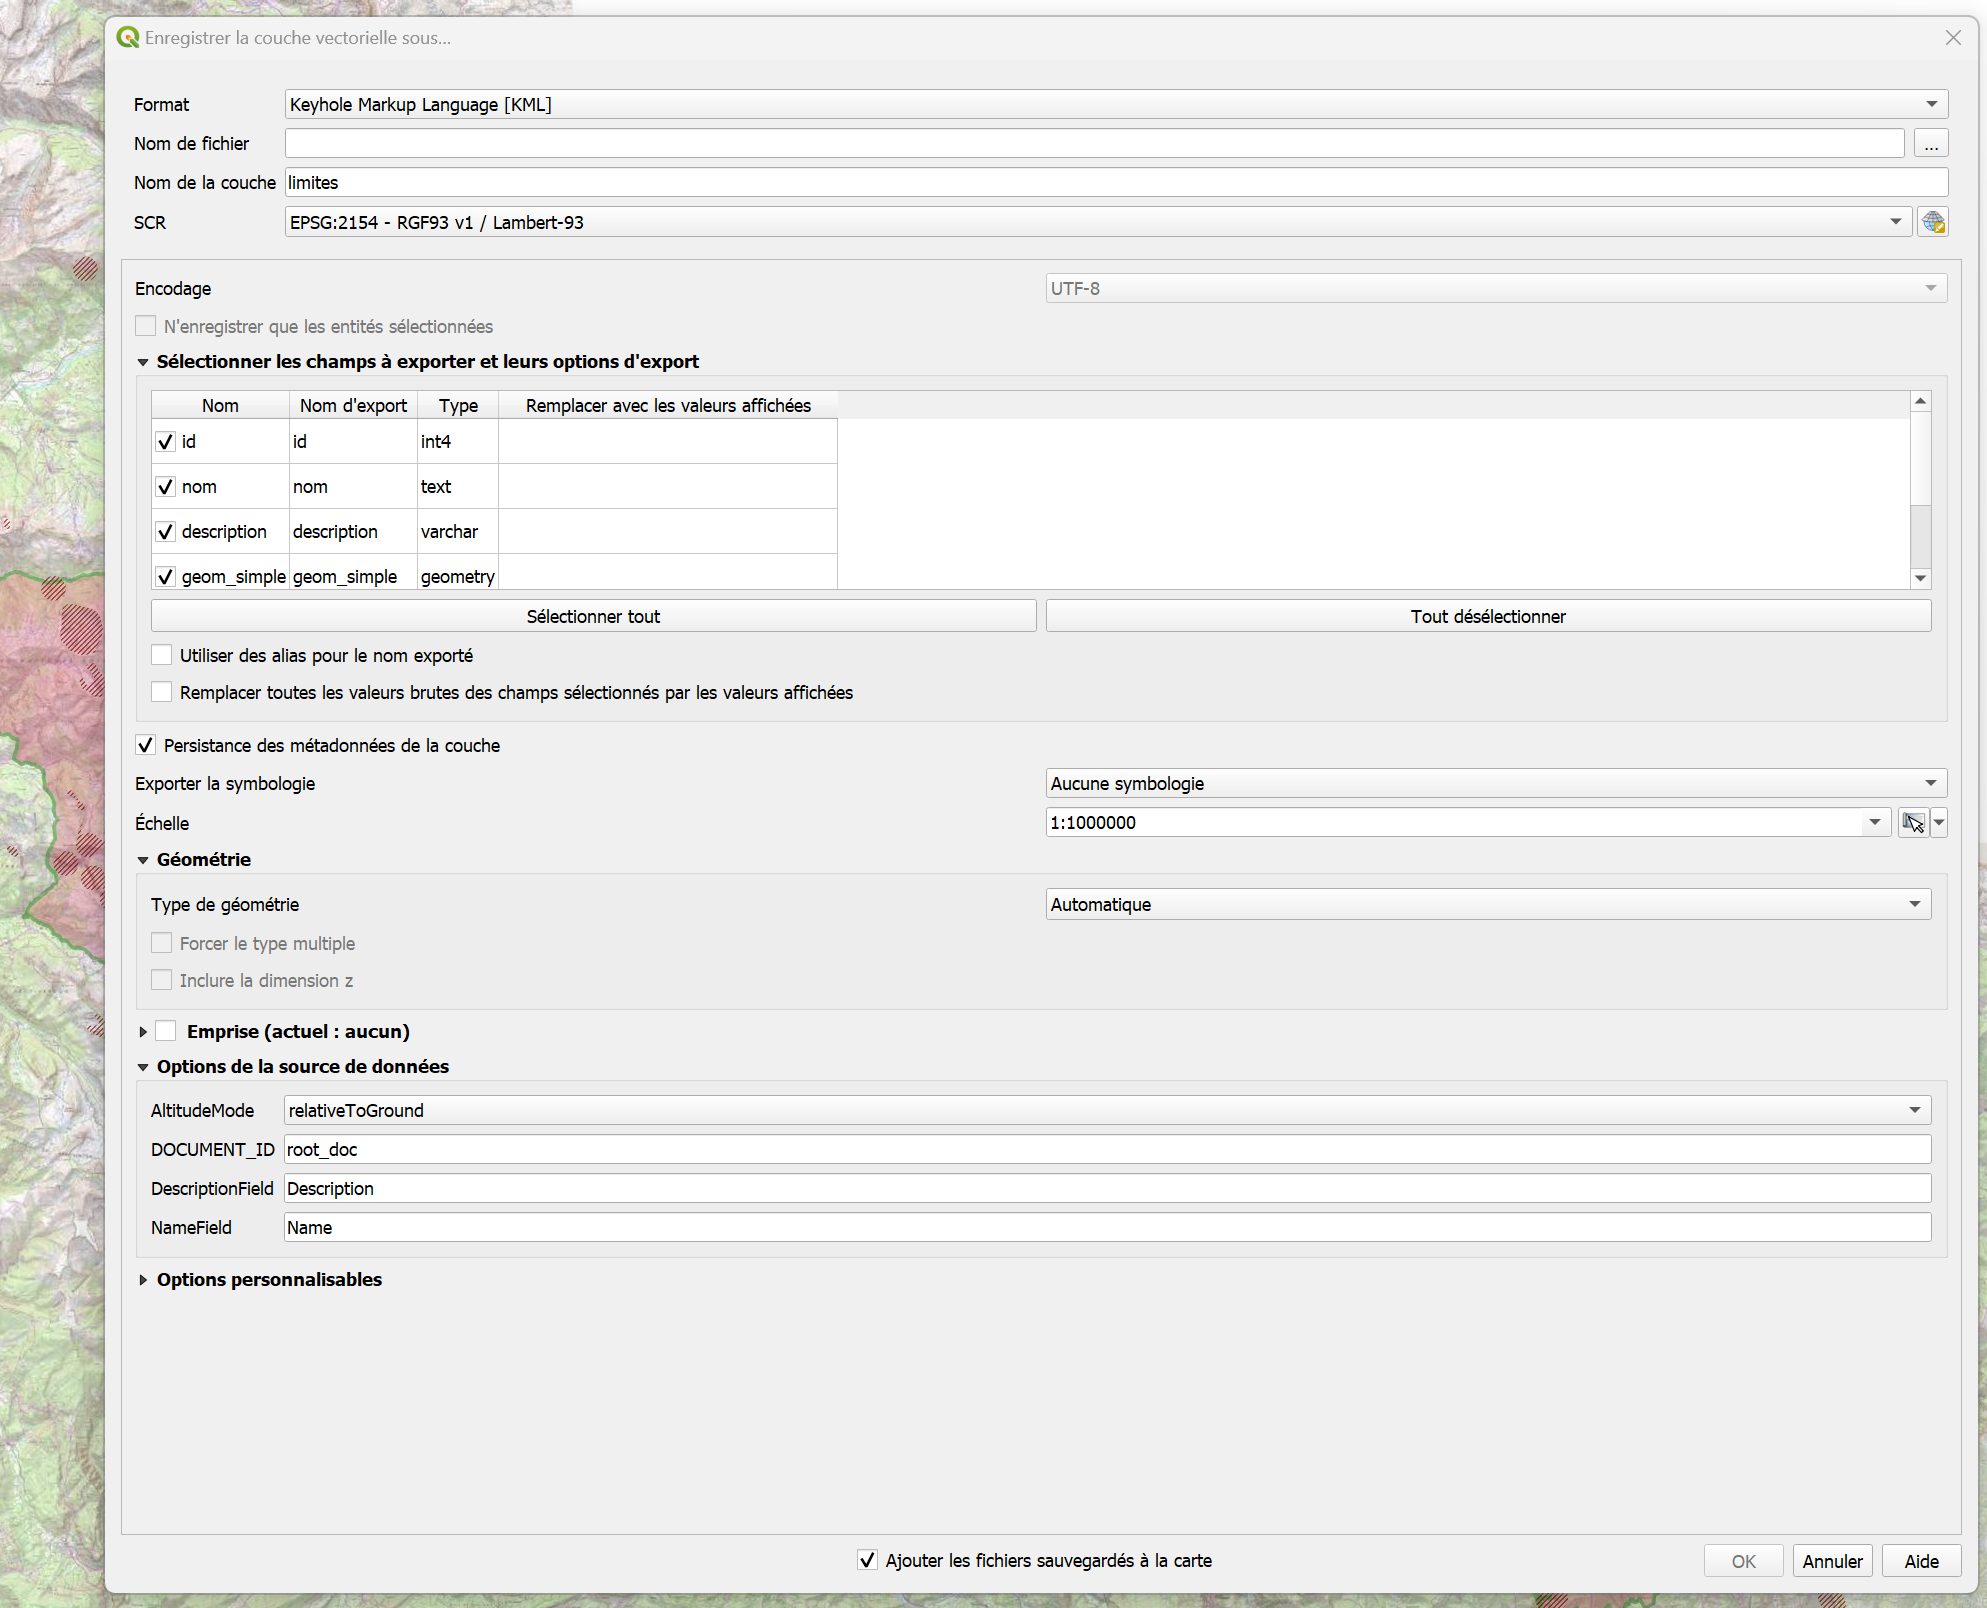 Enregistrer la couche vectorielle sous...
Format Keyhole Markup Language [KML]
Nom de fichier ...
Nom de la couche limites
SCR EPSG:2154 - RGF93 v1 / Lambert-93
Encodage UTF-8
N'enregistrer que les entités sélectionnées
Sélectionner les champs à exporter et leurs options d'export
Nom Nom d'export Type Remplacer avec les valeurs affichées
id id int4
nom nom text
description description varchar
geom_simple geom_simple geometry
Sélectionner tout Tout désélectionner
Utiliser des alias pour le nom exporté
Remplacer toutes les valeurs brutes des champs sélectionnés par les valeurs affichées
Persistance des métadonnées de la couche
Exporter la symbologie Aucune symbologie
Échelle 1:1000000
Géométrie
Type de géométrie Automatique
Forcer le type multiple
Inclure la dimension z
Emprise (actuel : aucun)
Options de la source de données
AltitudeMode relativeToGround
DOCUMENT_ID root_doc
DescriptionField Description
NameField Name
Options personnalisables
Ajouter les fichiers sauvegardés à la carte OK Annuler Aide